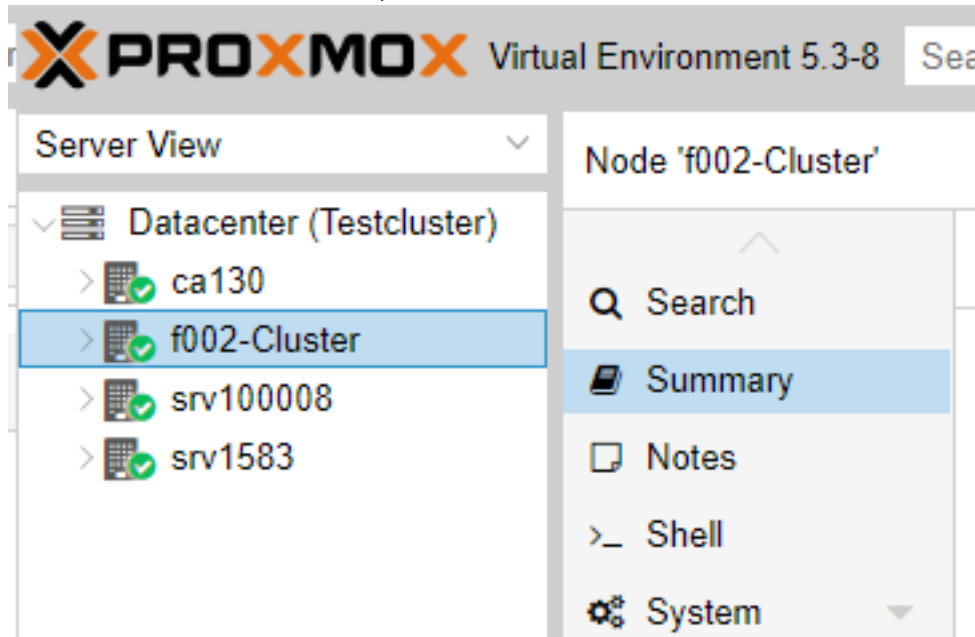 PROXMOX Virtual Environment 5.3-8 Sea
Server View
Datacenter (Testcluster)
ca130
f002-Cluster
srv100008
srv1583
Node 'f002-Cluster'
Search
Summary
Notes
Shell
System